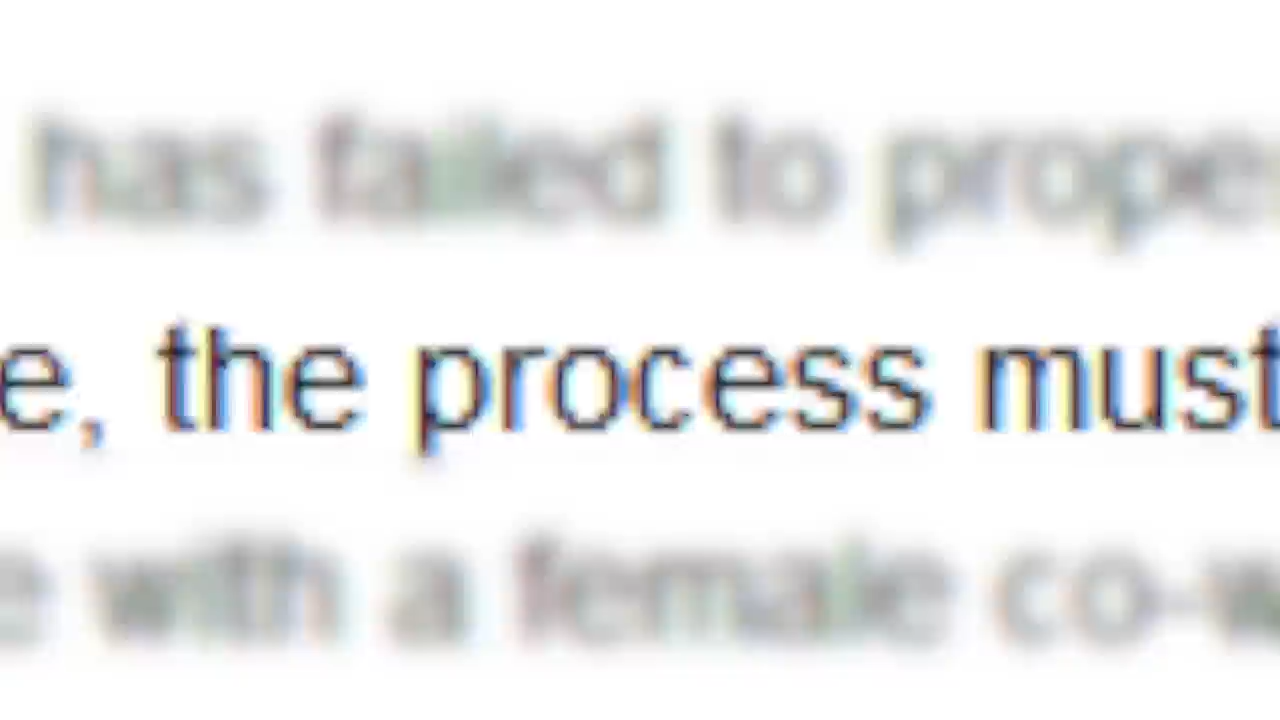 has failed to prope
e, the process must
e with a female co-w